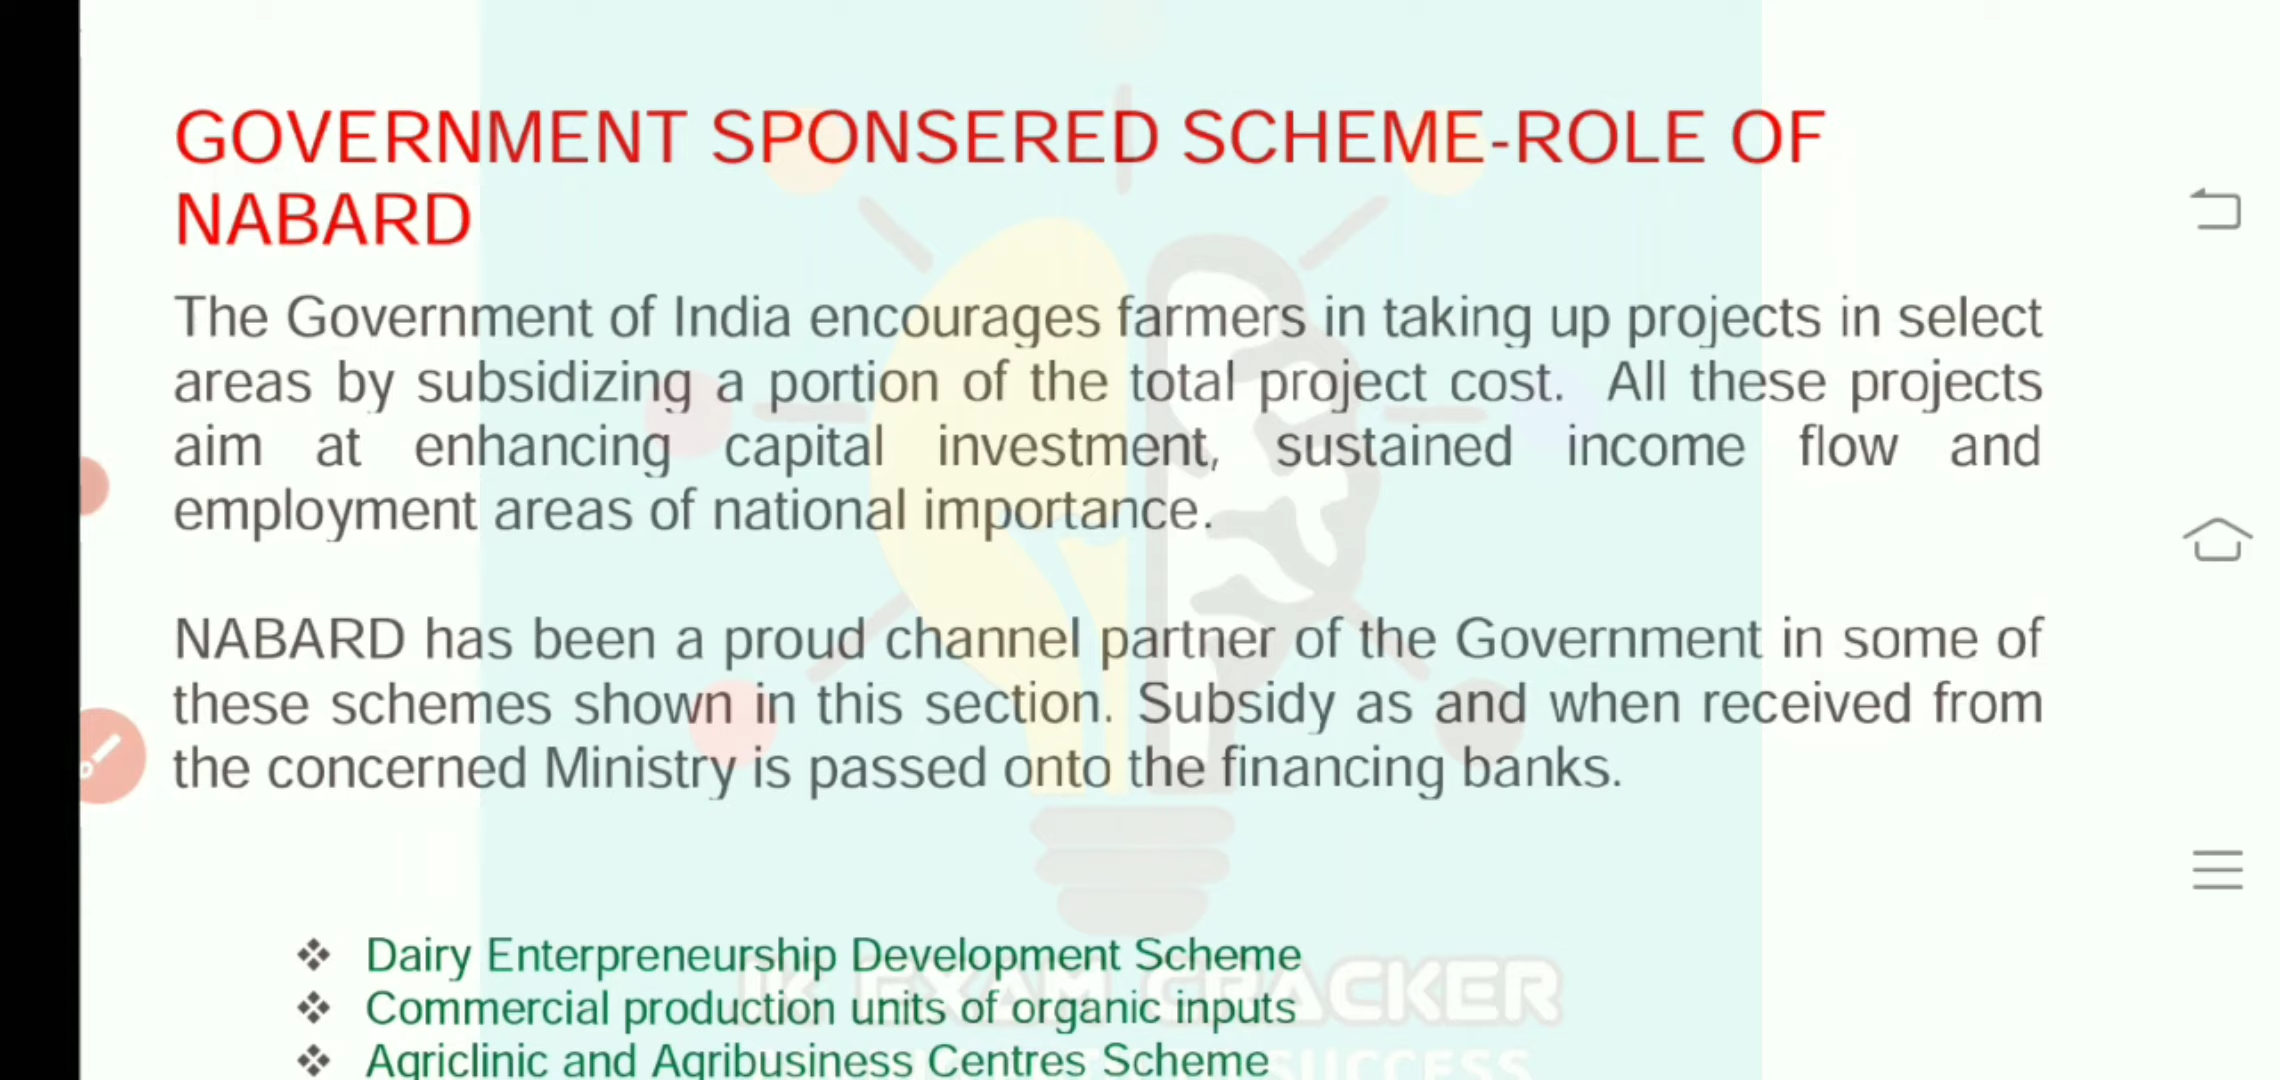 GOVERNMENT SPONSERED SCHEME-ROLE OF
NABARD
The Government of India encourages farmers in taking up projects in select
areas by subsidizing a portion of the total project cost. All these projects
aim at enhancing capital investment, sustained income flow and
employment areas of national importance.
NABARD has been a proud channel partner of the Government in some of
these schemes shown in this section. Subsidy as and when received from
the concerned Ministry is passed onto the financing banks.
❖ Dairy Enterpreneurship Development Scheme
❖ Commercial production units of organic inputs
❖ Agriclinic and Agribusiness Centres Scheme
EXAM CRACKER
SUCCESS